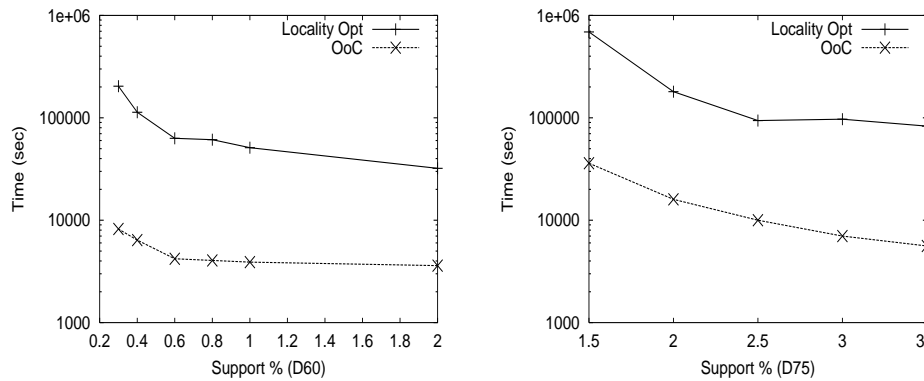 1e+06
100000
10000
1000
Time (sec)
Locality Opt
OoC
0.2 0.4 0.6 0.8 1 1.2 1.4 1.6 1.8 2
Support % (D60)
1e+06
100000
10000
1000
Time (sec)
Locality Opt
OoC
1.5 2 2.5 3
Support % (D75)